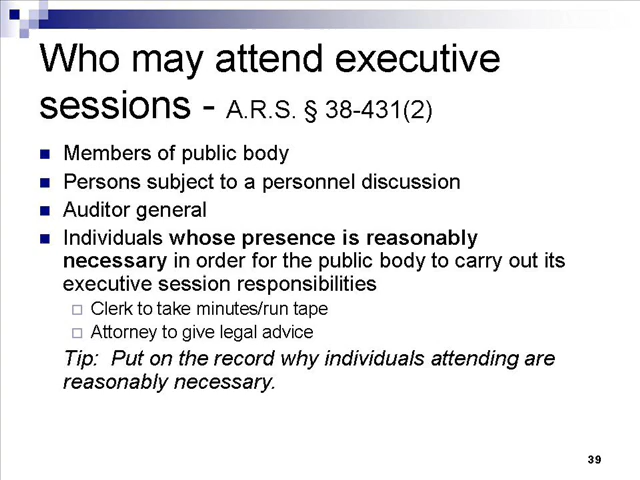 Who may attend executive
sessions - A.R.S. § 38-431(2)
Members of public body
Persons subject to a personnel discussion
Auditor general
Individuals whose presence is reasonably
necessary in order for the public body to carry out its
executive session responsibilities
Clerk to take minutes/run tape
Attorney to give legal advice
Tip:  Put on the record why individuals attending are
reasonably necessary.
39